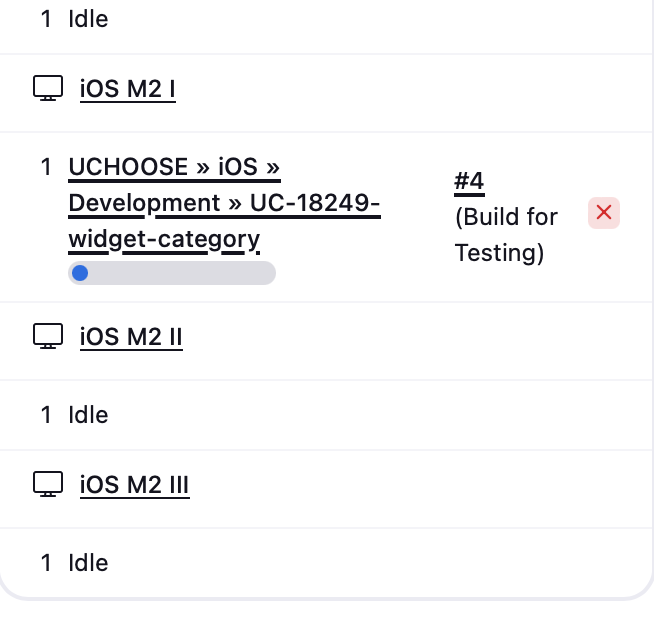 1 Idle
iOS M2 I
1 UCHOOSE » iOS »
Development » UC-18249-
widget-category
#4
(Build for
Testing)
iOS M2 II
1 Idle
iOS M2 III
1 Idle